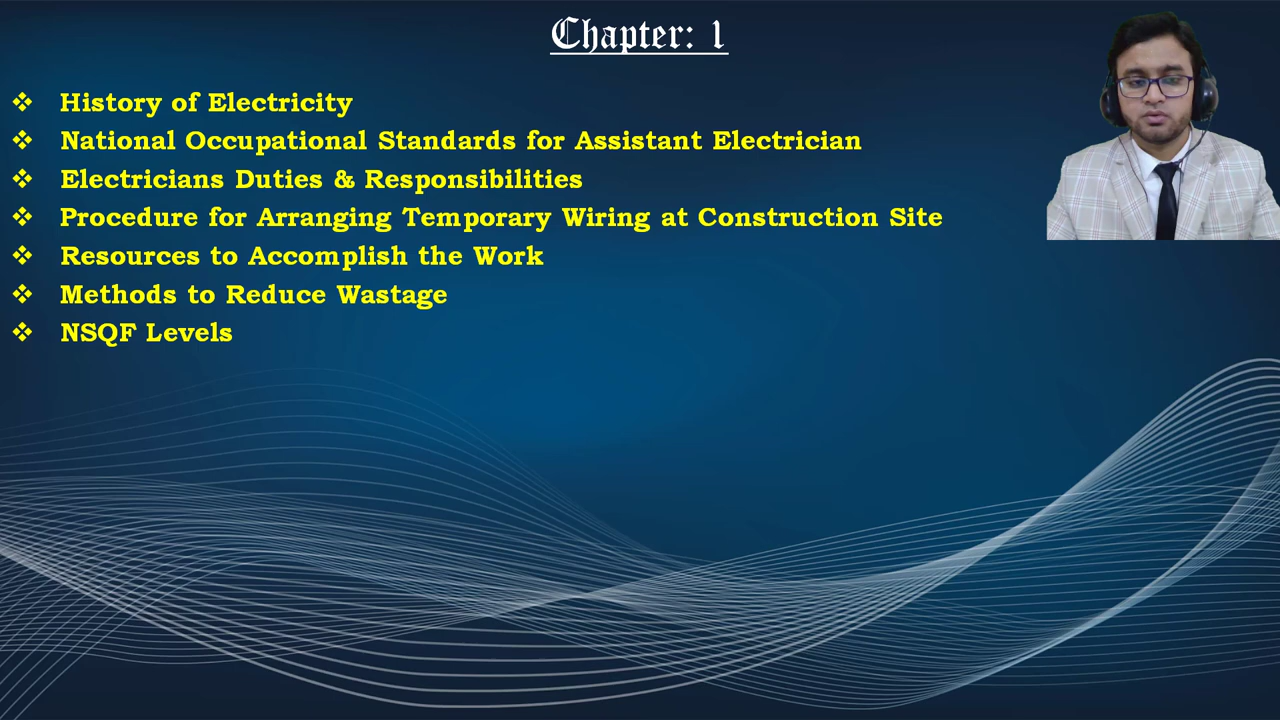 Chapter: 1
❖ History of Electricity
❖ National Occupational Standards for Assistant Electrician
❖ Electricians Duties & Responsibilities
❖ Procedure for Arranging Temporary Wiring at Construction Site
❖ Resources to Accomplish the Work
❖ Methods to Reduce Wastage
❖ NSQF Levels